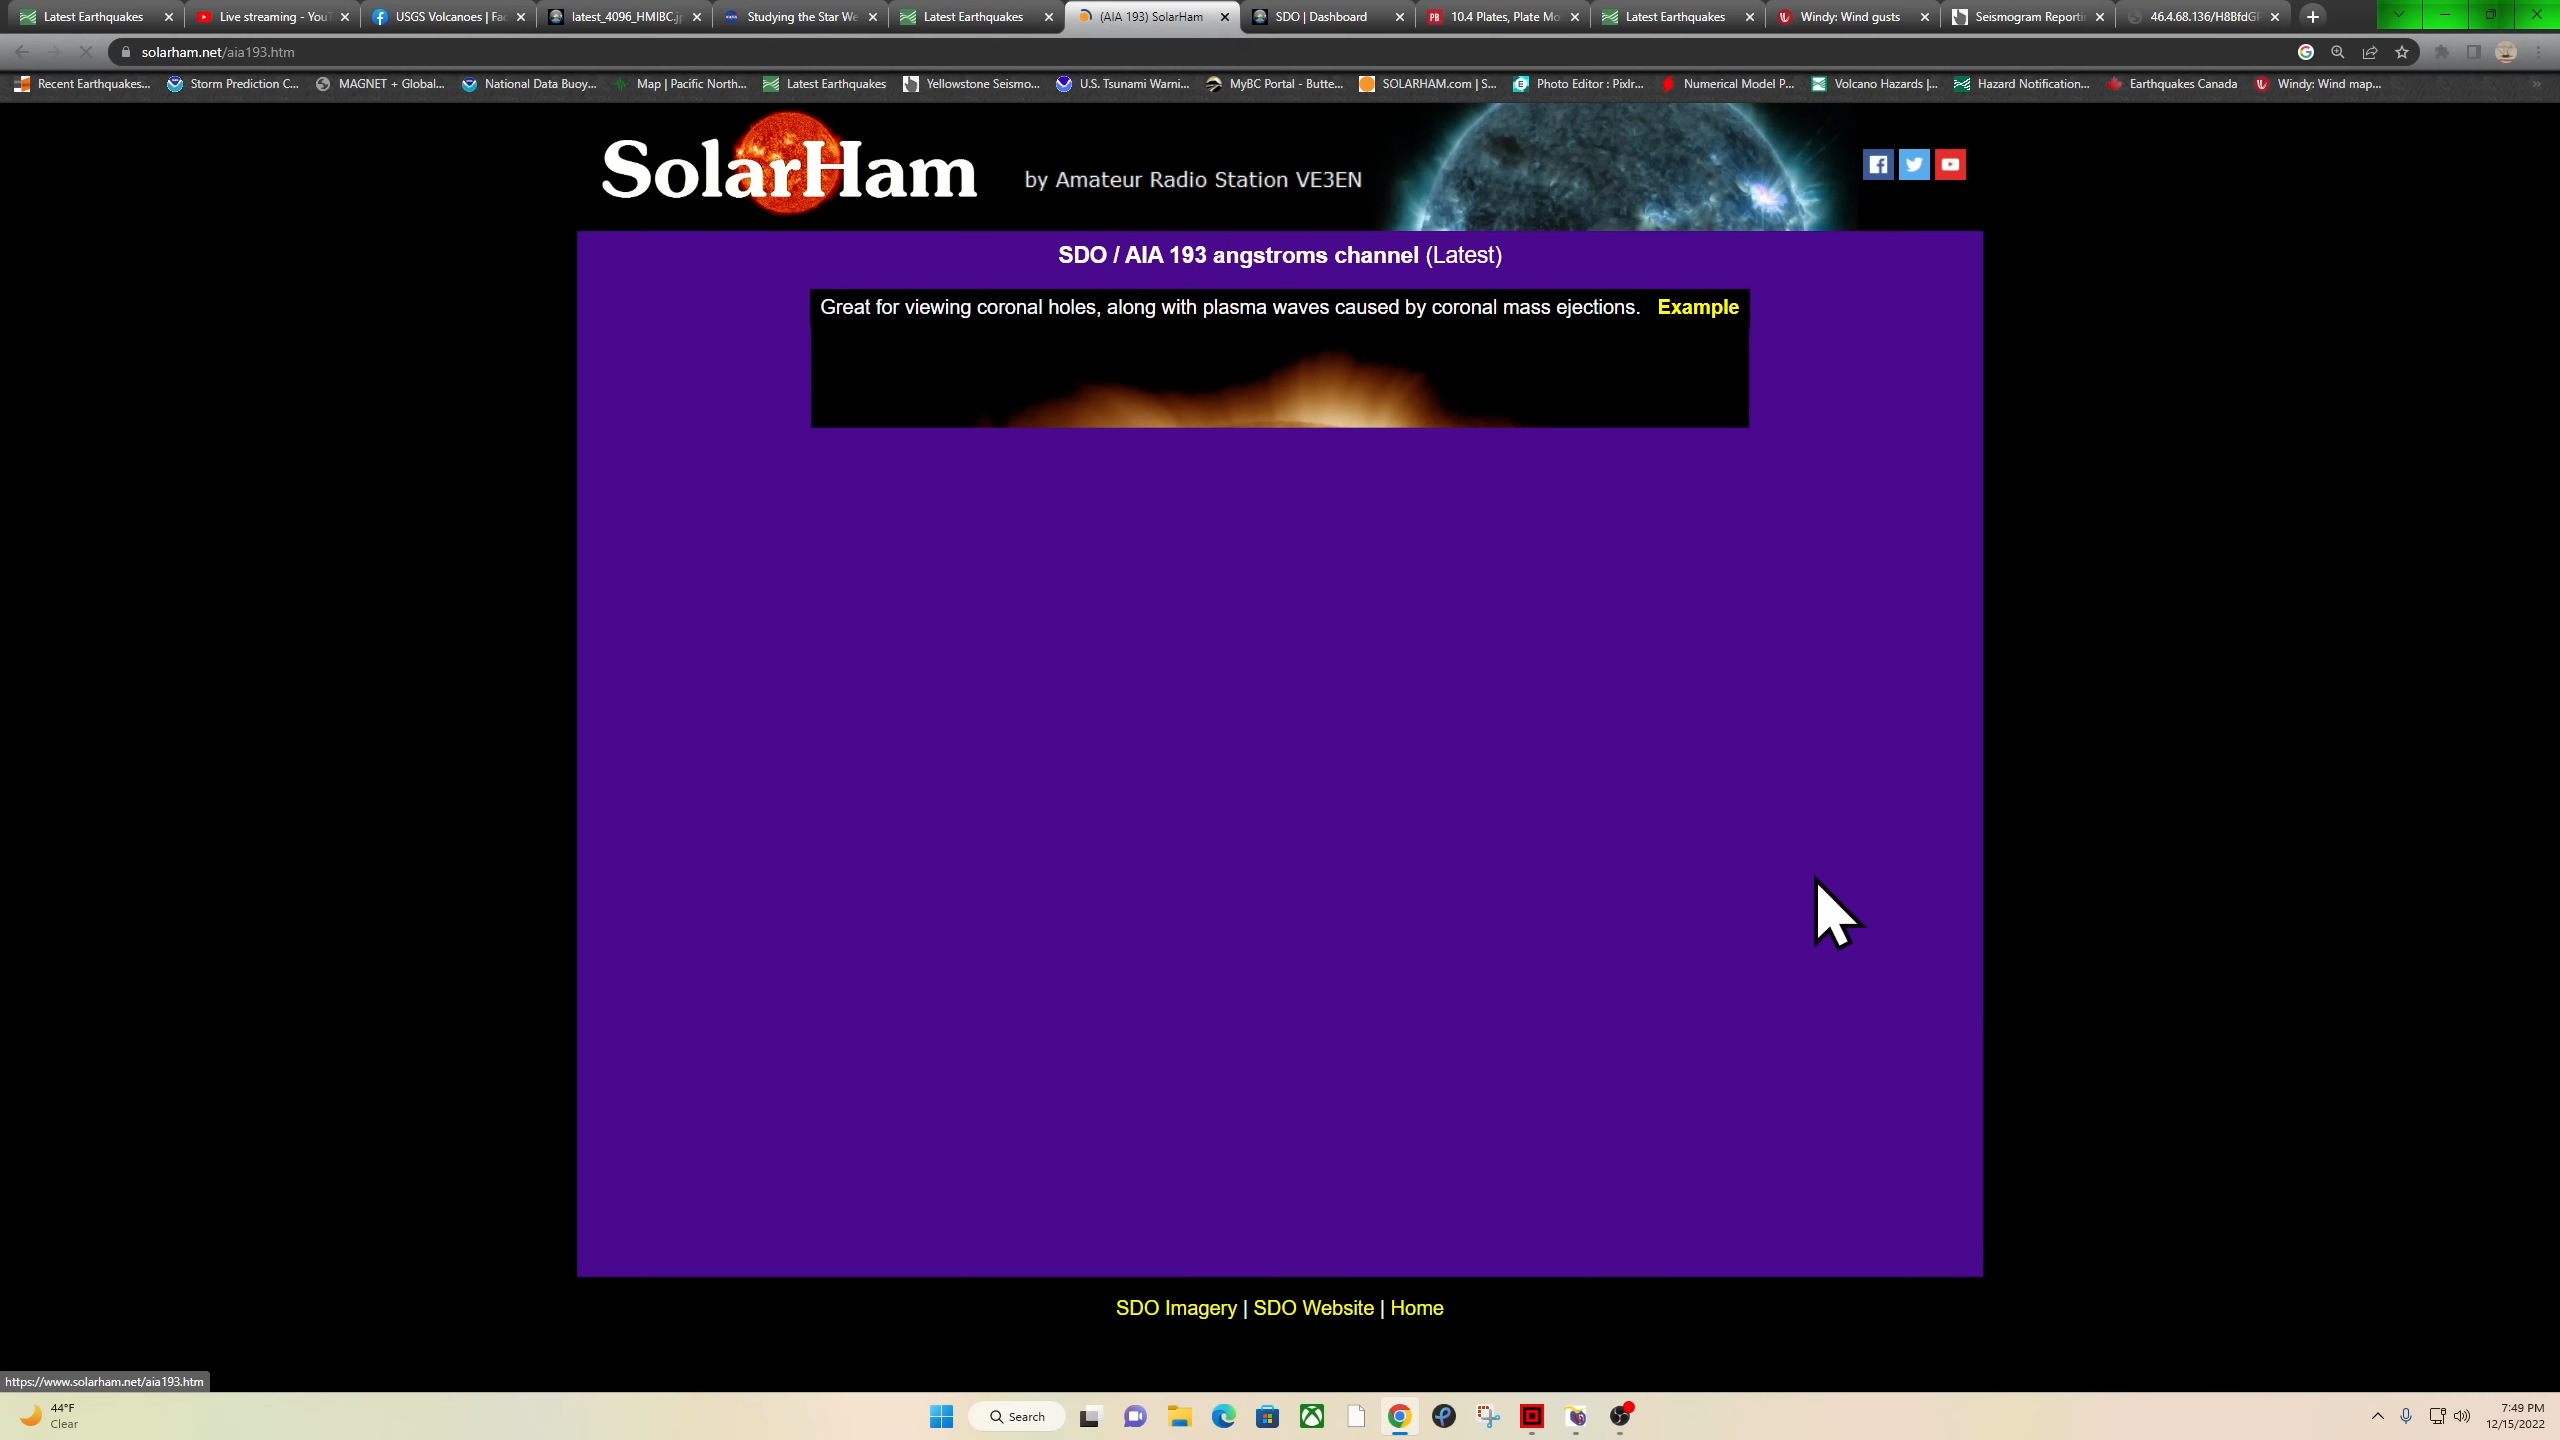 Latest Earthquakes
Live streaming - You
USGS Volcanoes | Fac
latest_4096_HMIBC.j
Studying the Star We
Latest Earthquakes
(AIA 193) SolarHam
SDO | Dashboard
PB 10.4 Plates, Plate Mo
Latest Earthquakes
Windy: Wind gusts
Seismogram Reporti
solarham.net/aia193.htm
Recent Earthquakes...
Storm Prediction C...
MAGNET + Global...
National Data Buoy...
Map | Pacific North...
Latest Earthquakes
Yellowstone Seismo...
U.S. Tsunami Warni...
MyBC Portal - Butte...
SOLARHAM.com | S...
Photo Editor : Pixlr...
Numerical Model P...
Volcano Hazards |...
Hazard Notification...
Earthquakes Canada
Windy: Wind map...
SolarHam
by Amateur Radio Station VE3EN
SDO / AIA 193 angstroms channel (Latest)
Great for viewing coronal holes, along with plasma waves caused by coronal mass ejections. Example
SDO Imagery | SDO Website | Home
https://www.solarham.net/aia193.htm
44°F
Clear
Search
7:49 PM
12/15/2022